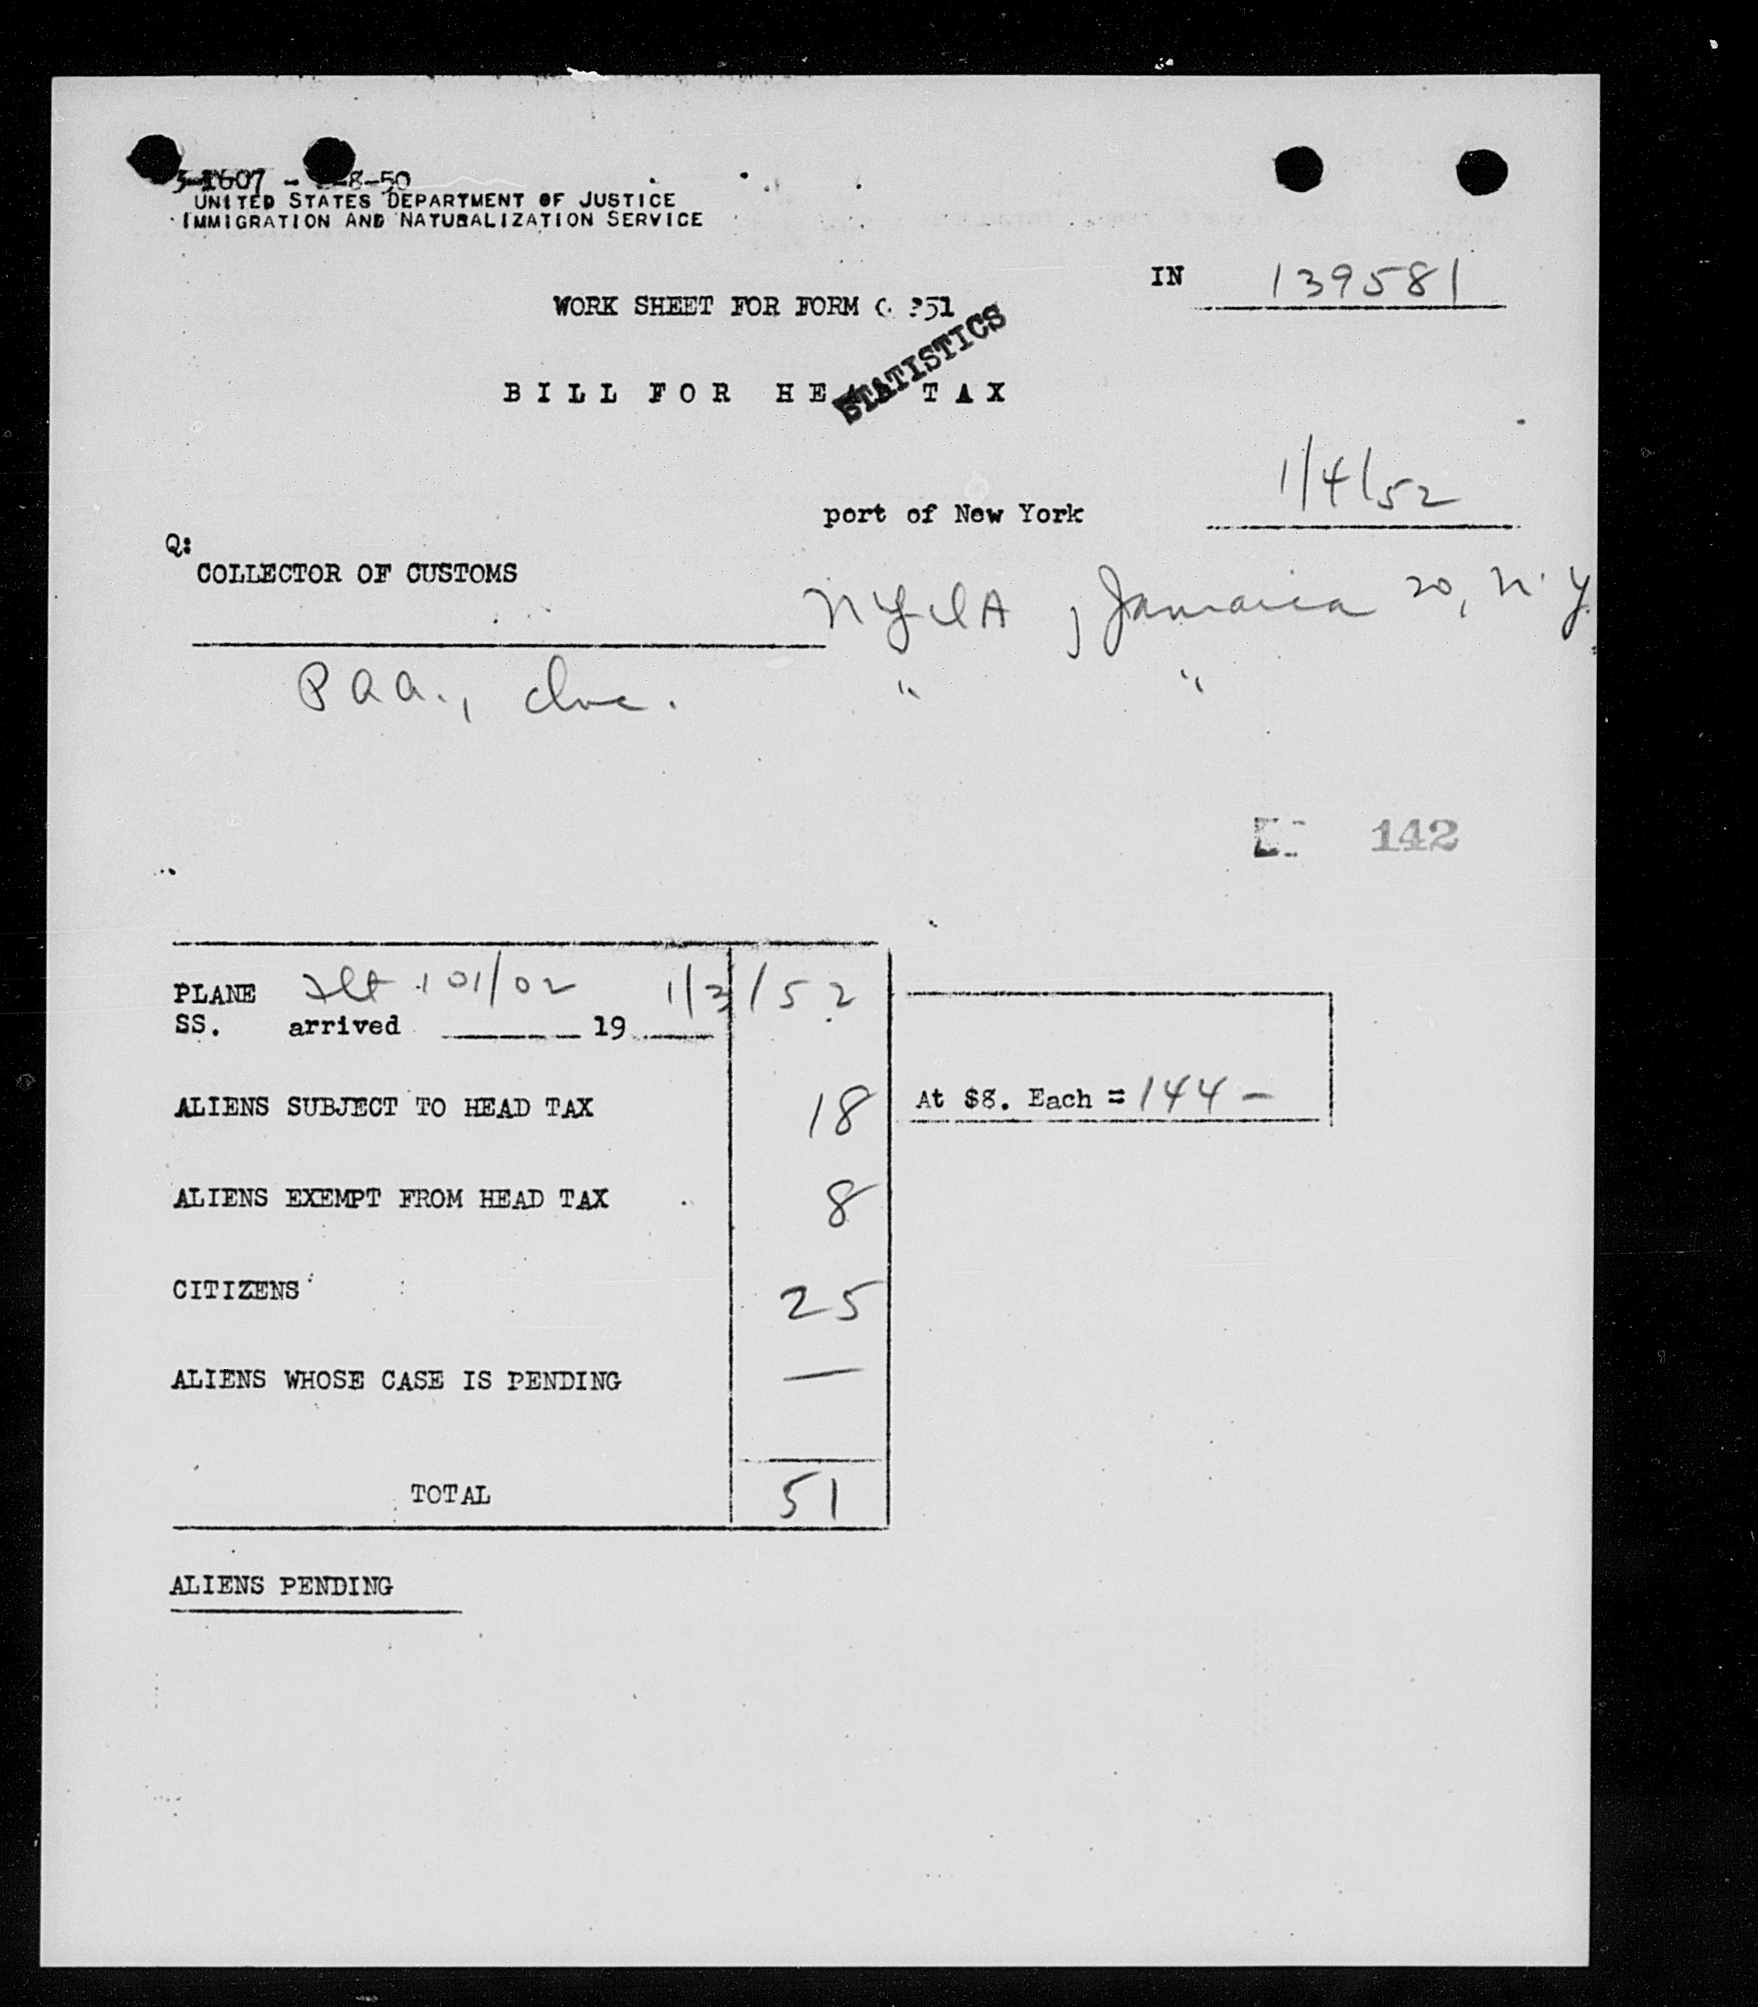 -50
UNITED STATES DEPARTMENT OF JUSTICE
IMMIGRATION AND NATURALIZATION SERVICE
IN 139581
WORK SHEET FOR FORM
STATISTICS
BILL FOR TAX
1/4/52
port of New York
Q:
COLLECTOR OF CUSTOMS
NYIA, Jamaica 20, N.Y.
P a a., Inc. " "
142
PLANE Flt 101/02 1/3/52
SS. arrived 19
ALIENS SUBJECT TO HEAD TAX 18 At $8. Each = 144 -
ALIENS EXEMPT FROM HEAD TAX 8
CITIZENS 25
ALIENS WHOSE CASE IS PENDING —
TOTAL 51
ALIENS PENDING